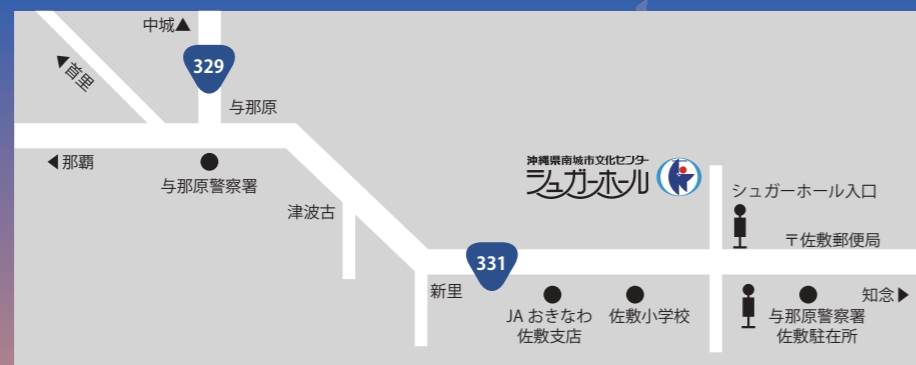 中城▲
▲首里
329
与那原
◀那覇
与那原警察署
津波古
沖縄県南城市文化センター
シュガーホール
シュガーホール入口
〒佐敷郵便局
331
新里
JA おきなわ
佐敷支店
佐敷小学校
知念▶
与那原警察署
佐敷駐在所